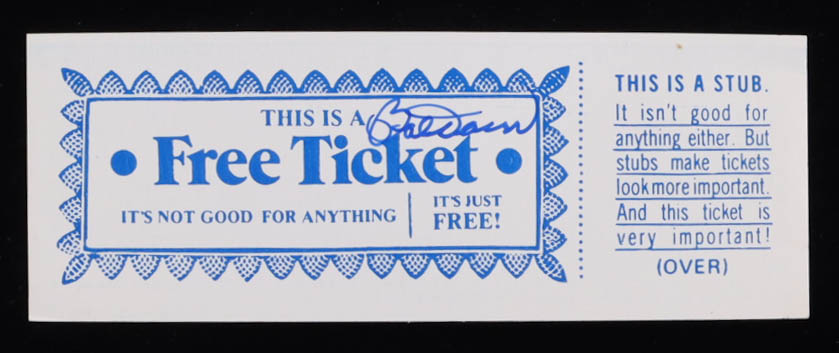 THIS IS A
Free Ticket
IT'S NOT GOOD FOR ANYTHING
IT'S JUST
FREE!
THIS IS A STUB.
It isn't good for
anything either. But
stubs make tickets
look more important.
And this ticket is
very important!
(OVER)